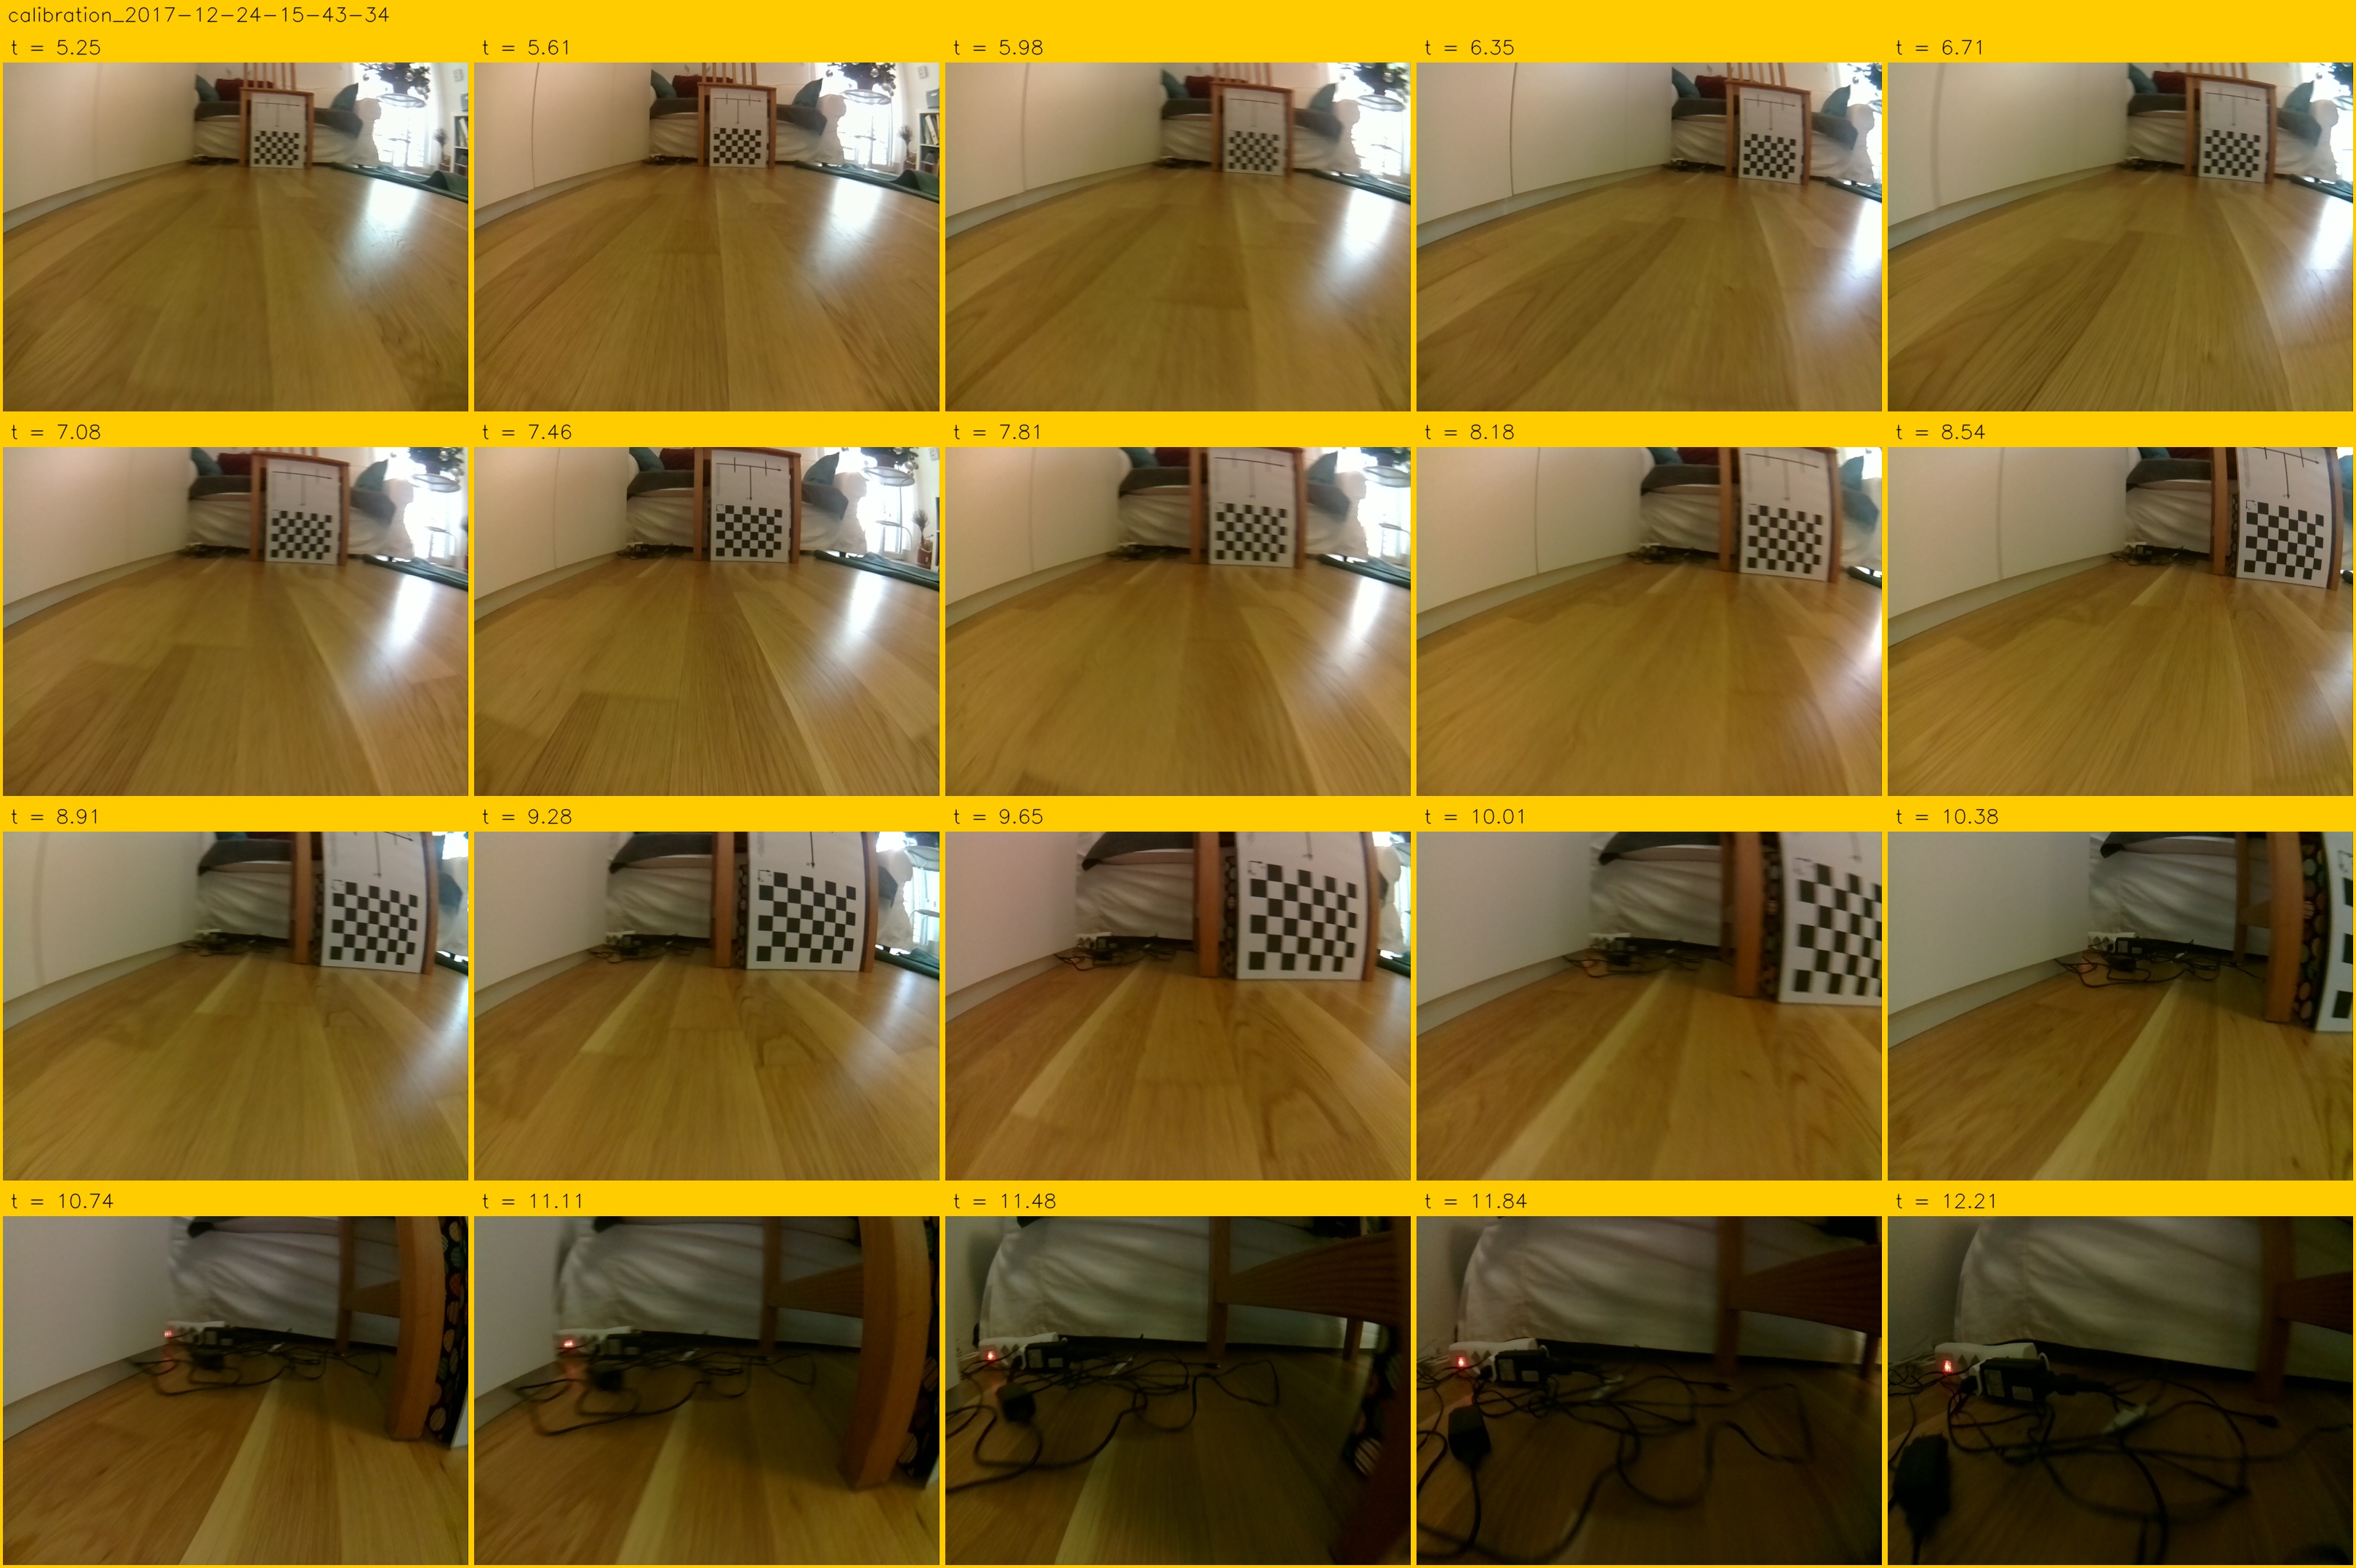 calibration_2017-12-24-15-43-34
t = 5.25
t = 5.61
t = 5.98
t = 6.35
t = 6.71
t = 7.08
t = 7.46
t = 7.81
t = 8.18
t = 8.54
t = 8.91
t = 9.28
t = 9.65
t = 10.01
t = 10.38
t = 10.74
t = 11.11
t = 11.48
t = 11.84
t = 12.21